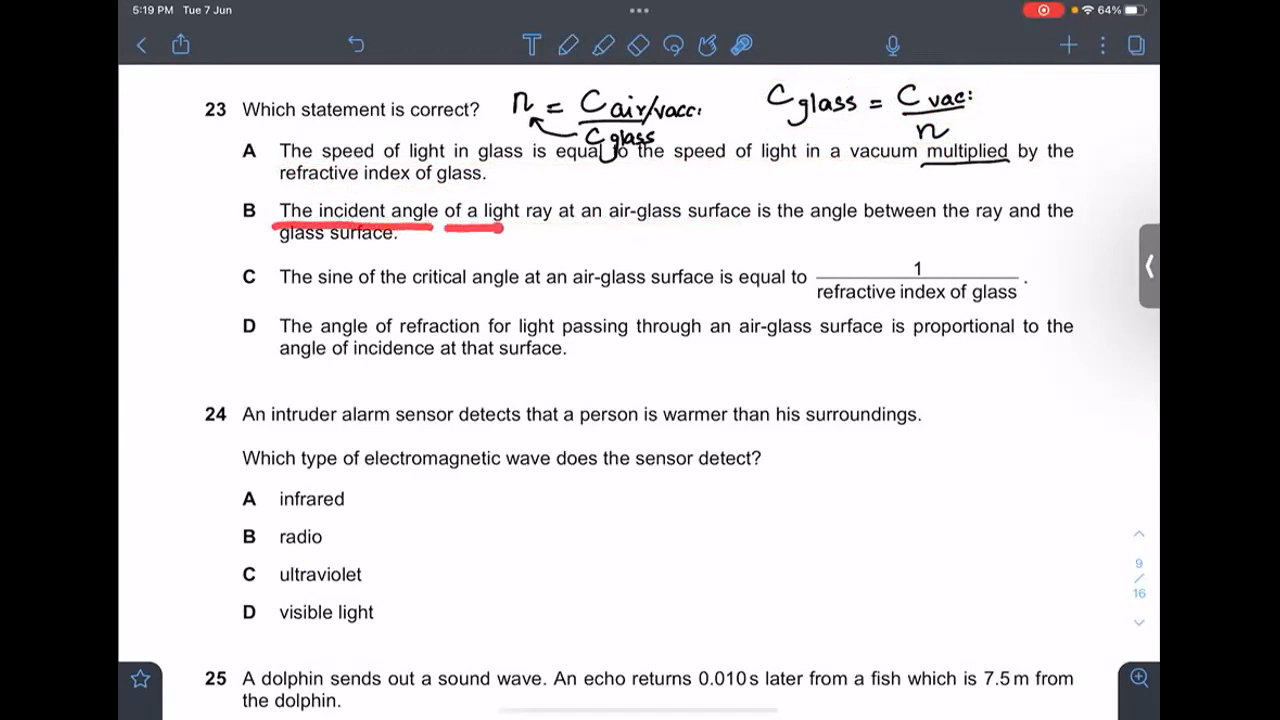 5:19 PM Tue 7 Jun
64%
23 Which statement is correct? n = C air/vacc. / C glass C glass = C vac: / n
A The speed of light in glass is equal to the speed of light in a vacuum multiplied by the
refractive index of glass.
B The incident angle of a light ray at an air-glass surface is the angle between the ray and the
glass surface.
C The sine of the critical angle at an air-glass surface is equal to 1 / refractive index of glass .
D The angle of refraction for light passing through an air-glass surface is proportional to the
angle of incidence at that surface.
24 An intruder alarm sensor detects that a person is warmer than his surroundings.
Which type of electromagnetic wave does the sensor detect?
A infrared
B radio
C ultraviolet
D visible light
9
/
16
25 A dolphin sends out a sound wave. An echo returns 0.010 s later from a fish which is 7.5 m from
the dolphin.